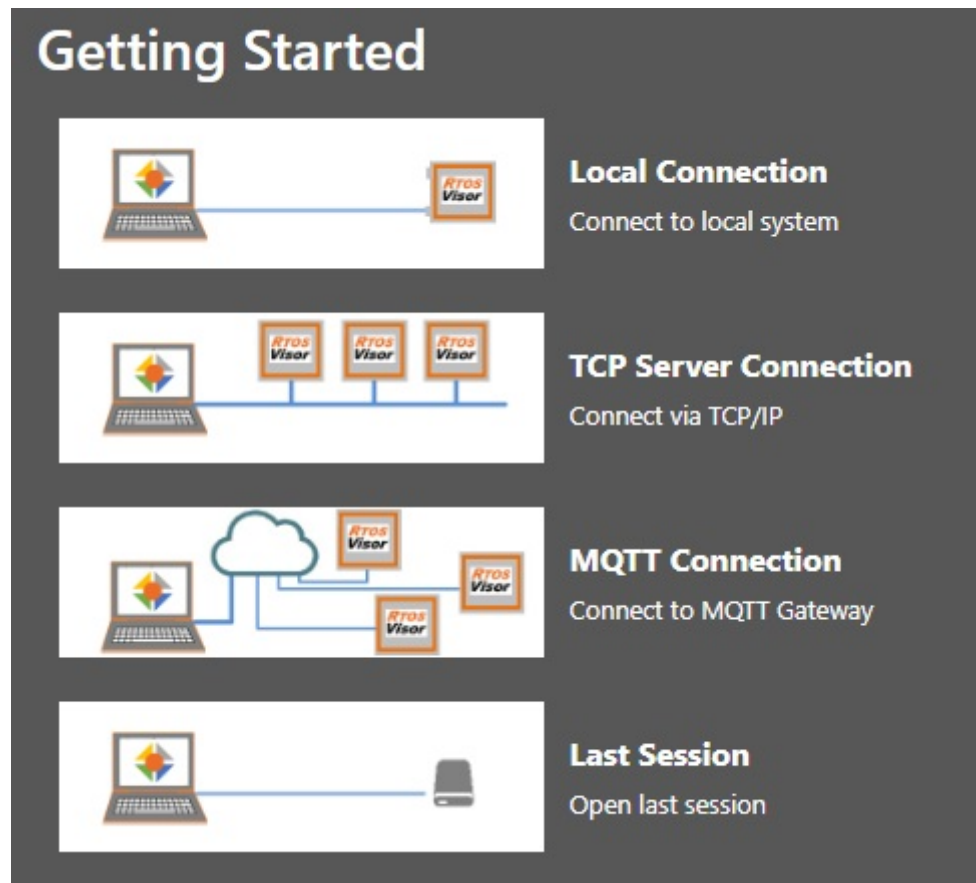 Getting Started
RTOS
Visor
Local Connection
Connect to local system
RTOS
Visor
RTOS
Visor
RTOS
Visor
TCP Server Connection
Connect via TCP/IP
RTOS
Visor
RTOS
Visor
RTOS
Visor
MQTT Connection
Connect to MQTT Gateway
Last Session
Open last session